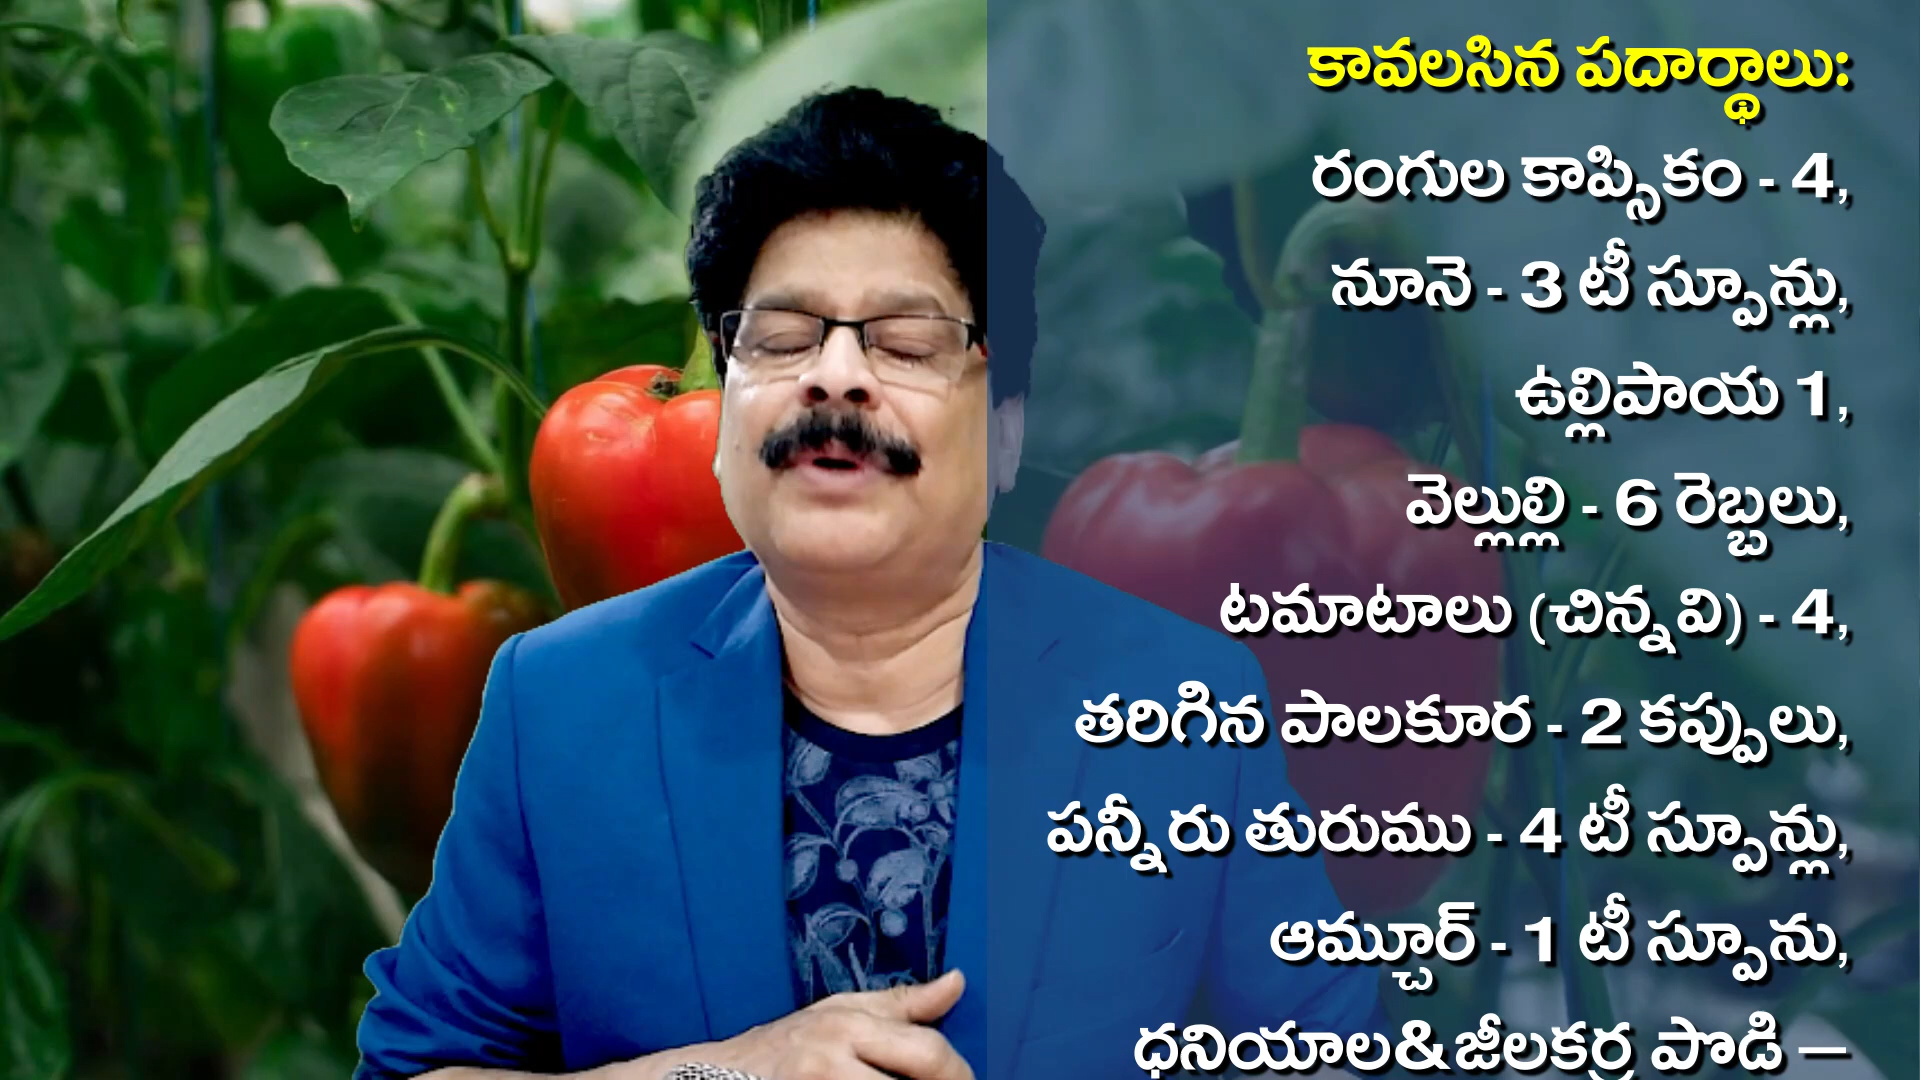 కావలసిన పదార్థాలు:
రంగుల కాప్సికం - 4,
నూనె - 3 టీ స్పూన్లు,
ఉల్లిపాయ 1,
వెల్లుల్లి - 6 రెబ్బలు,
టమాటాలు (చిన్నవి) - 4,
తరిగిన పాలకూర - 2 కప్పులు,
పన్నీరు తురుము - 4 టీ స్పూన్లు,
ఆమ్చూర్ - 1 టీ స్పూను,
ధనియాల&జీలకర్ర పొడి –